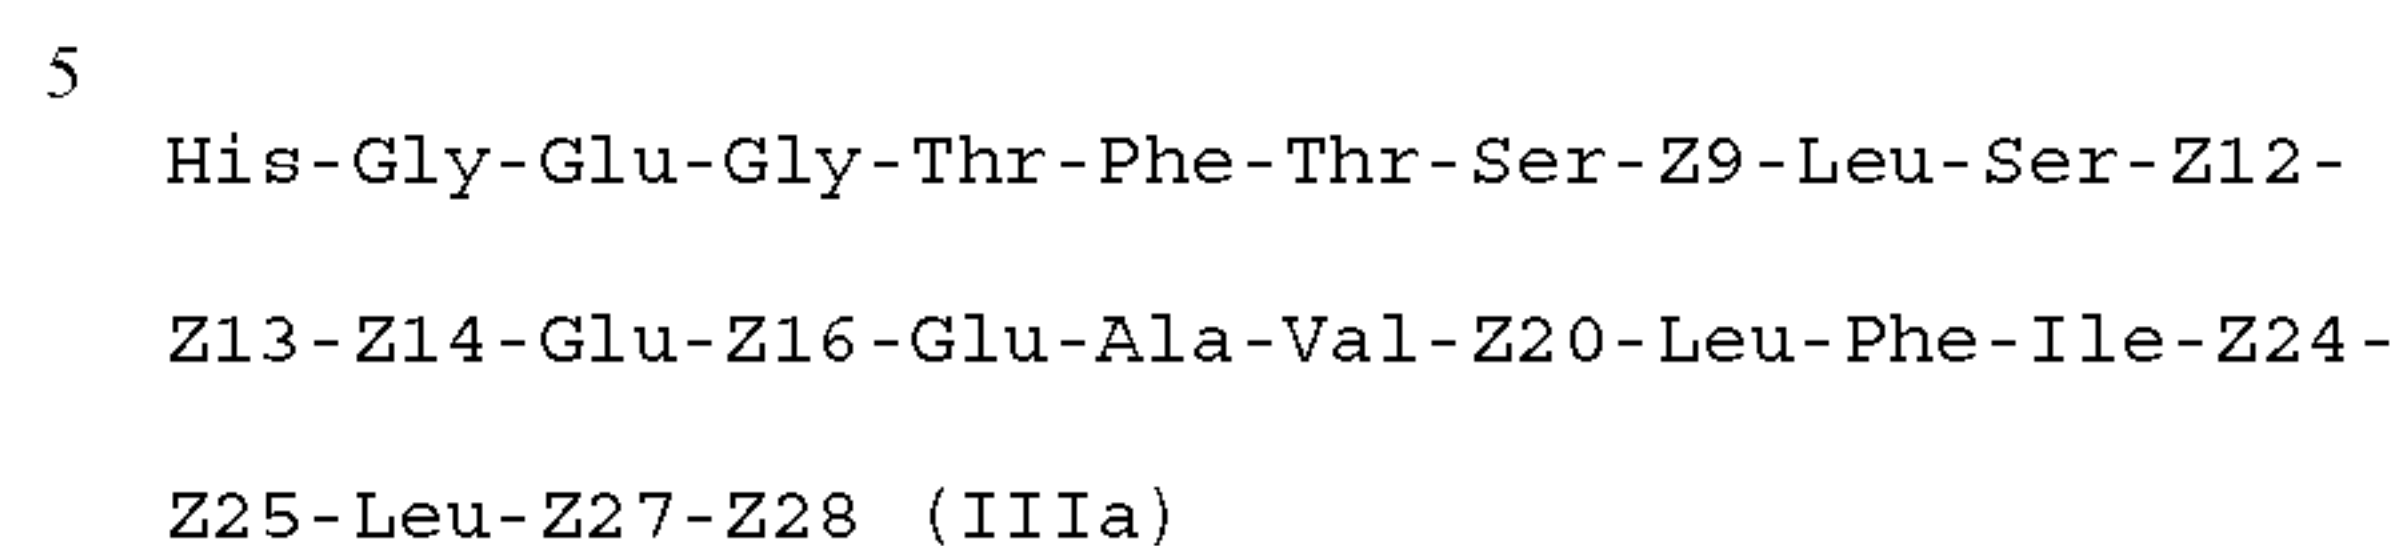 5
His-Gly-Glu-Gly-Thr-Phe-Thr-Ser-Z9-Leu-Ser-Z12-
Z13-Z14-Glu-Z16-Glu-Ala-Val-Z20-Leu-Phe-Ile-Z24-
Z25-Leu-Z27-Z28 (IIIa)